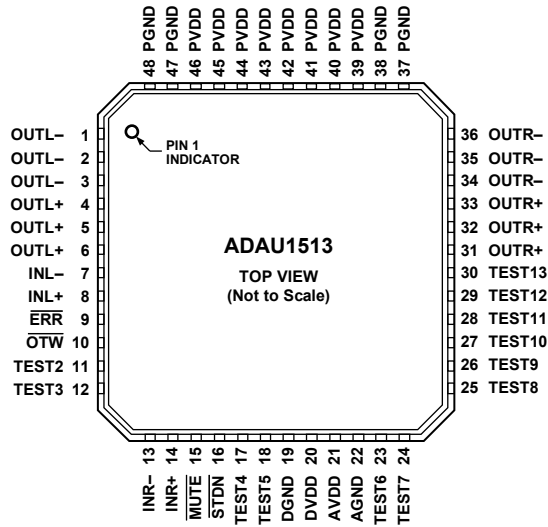 48 PGND
47 PGND
46 PVDD
45 PVDD
44 PVDD
43 PVDD
42 PVDD
41 PVDD
40 PVDD
39 PVDD
38 PGND
37 PGND
OUTL– 1
OUTL– 2
OUTL– 3
OUTL+ 4
OUTL+ 5
OUTL+ 6
INL– 7
INL+ 8
ERR 9
OTW 10
TEST2 11
TEST3 12
PIN 1
INDICATOR
ADAU1513
TOP VIEW
(Not to Scale)
36 OUTR–
35 OUTR–
34 OUTR–
33 OUTR+
32 OUTR+
31 OUTR+
30 TEST13
29 TEST12
28 TEST11
27 TEST10
26 TEST9
25 TEST8
INR– 13
INR+ 14
MUTE 15
STDN 16
TEST4 17
TEST5 18
DGND 19
DVDD 20
AVDD 21
AGND 22
TEST6 23
TEST7 24